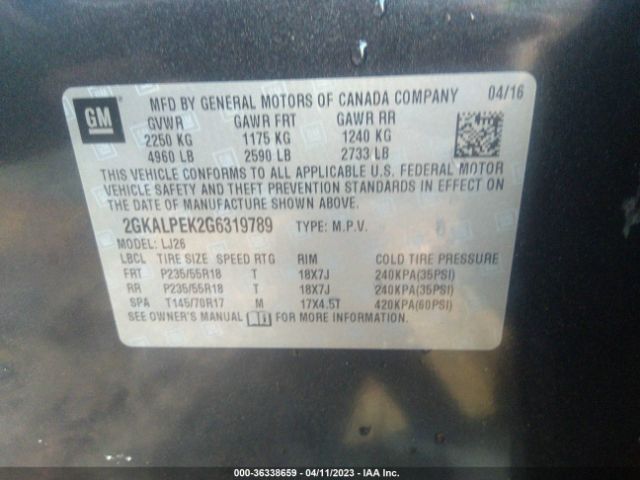 GM
MFD BY GENERAL MOTORS OF CANADA COMPANY 04/16
GVWR GAWR FRT GAWR RR
2250 KG 1175 KG 1240 KG
4960 LB 2590 LB 2733 LB
THIS VEHICLE CONFORMS TO ALL APPLICABLE U.S. FEDERAL MOTOR
VEHICLE SAFETY AND THEFT PREVENTION STANDARDS IN EFFECT ON
THE DATE OF MANUFACTURE SHOWN ABOVE.
2GKALPEK2G6319789 TYPE: M.P.V.
MODEL: LJ26
LBCL TIRE SIZE SPEED RTG RIM COLD TIRE PRESSURE
FRT P235/55R18 T 18X7J 240KPA(35PSI)
RR P235/55R18 T 18X7J 240KPA(35PSI)
SPA T145/70R17 M 17X4.5T 420KPA(60PSI)
SEE OWNER'S MANUAL FOR MORE INFORMATION.
000-36338659 - 04/11/2023 - IAA Inc.